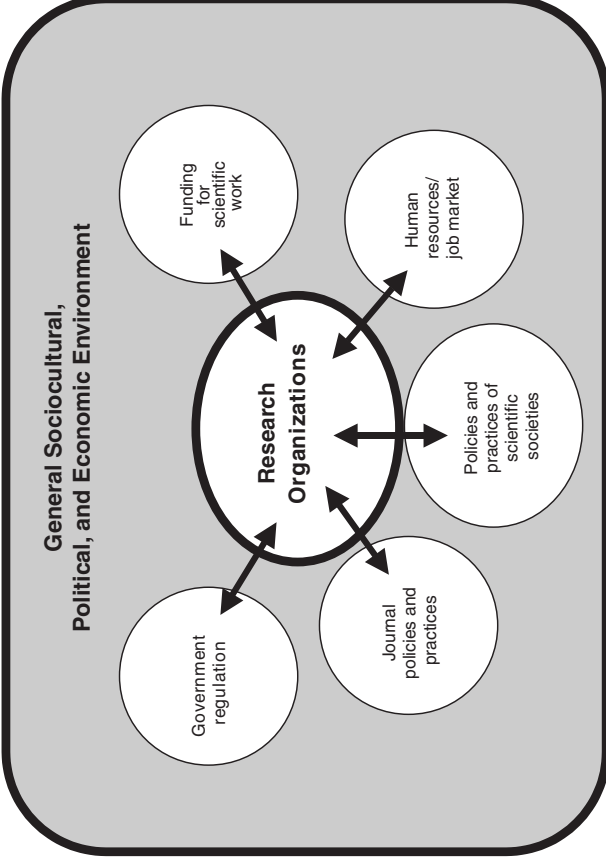 General Sociocultural,
Political, and Economic Environment
Government
regulation
Funding
for
scientific
work
Research
Organizations
Journal
policies and
practices
Policies and
practices of
scientific
societies
Human
resources/
job market